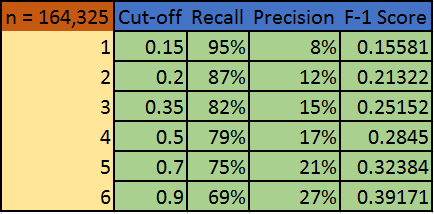 n = 164,325 Cut-off Recall Precision F-1 Score
1 0.15 95% 8% 0.15581
2 0.2 87% 12% 0.21322
3 0.35 82% 15% 0.25152
4 0.5 79% 17% 0.2845
5 0.7 75% 21% 0.32384
6 0.9 69% 27% 0.39171